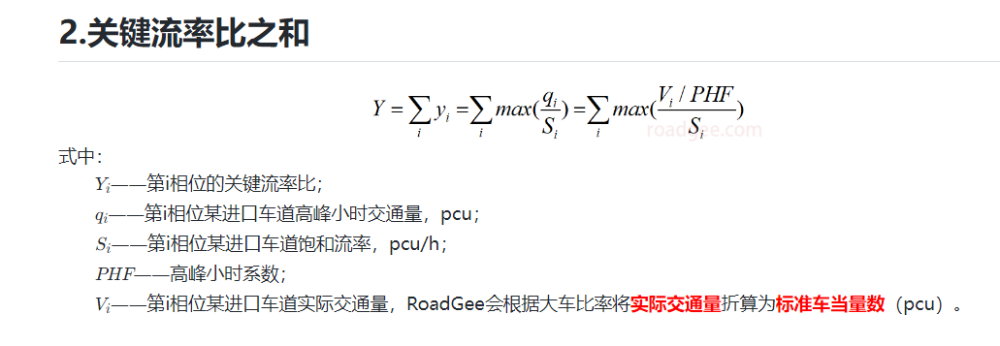 2.关键流率比之和
Y = ∑_i y_i = ∑_i max(q_i / S_i) = ∑_i max((V_i / PHF) / S_i)
roadgee.com
式中：
Y_i——第i相位的关键流率比；
q_i——第i相位某进口车道高峰小时交通量，pcu；
S_i——第i相位某进口车道饱和流率，pcu/h；
PHF——高峰小时系数；
V_i——第i相位某进口车道实际交通量，RoadGee会根据大车比率将实际交通量折算为标准车当量数（pcu）。